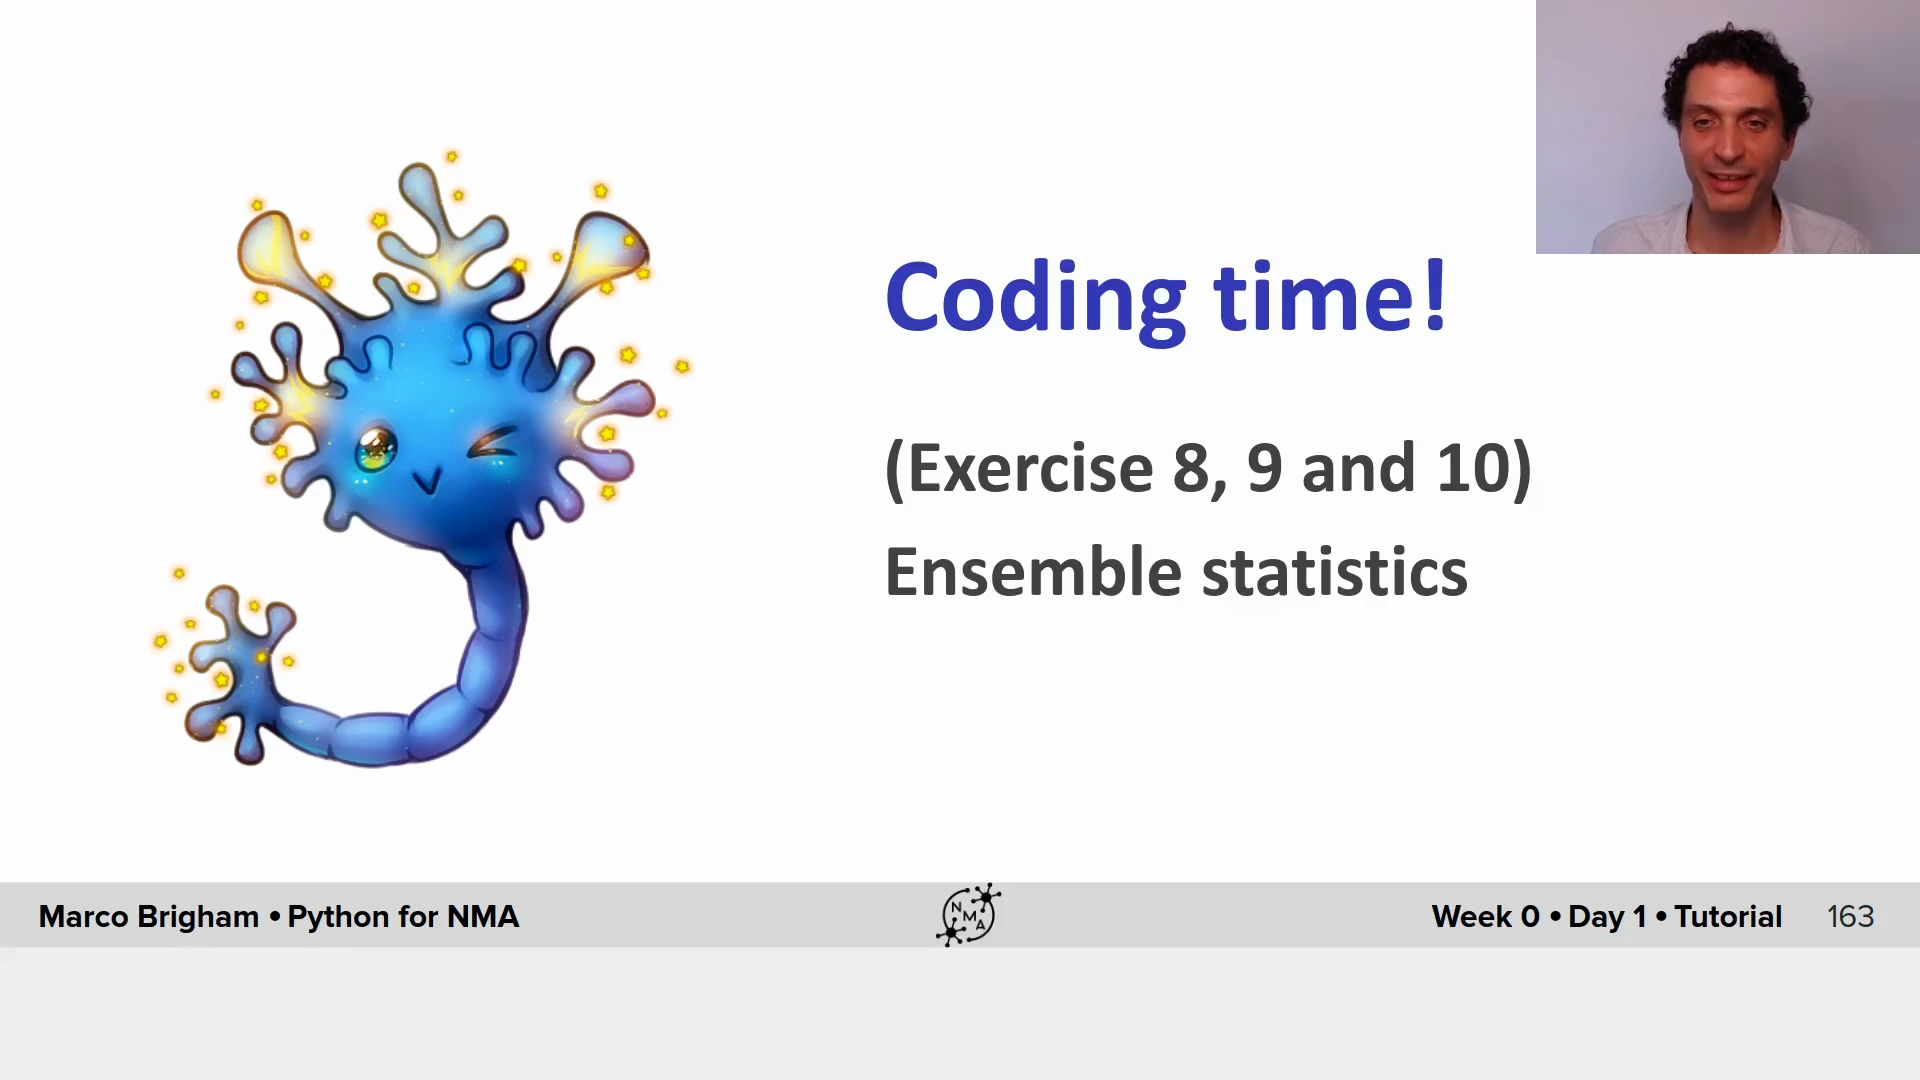 Coding time!
(Exercise 8, 9 and 10)
Ensemble statistics
Marco Brigham • Python for NMA
N
M
A
Week 0 • Day 1 • Tutorial 163